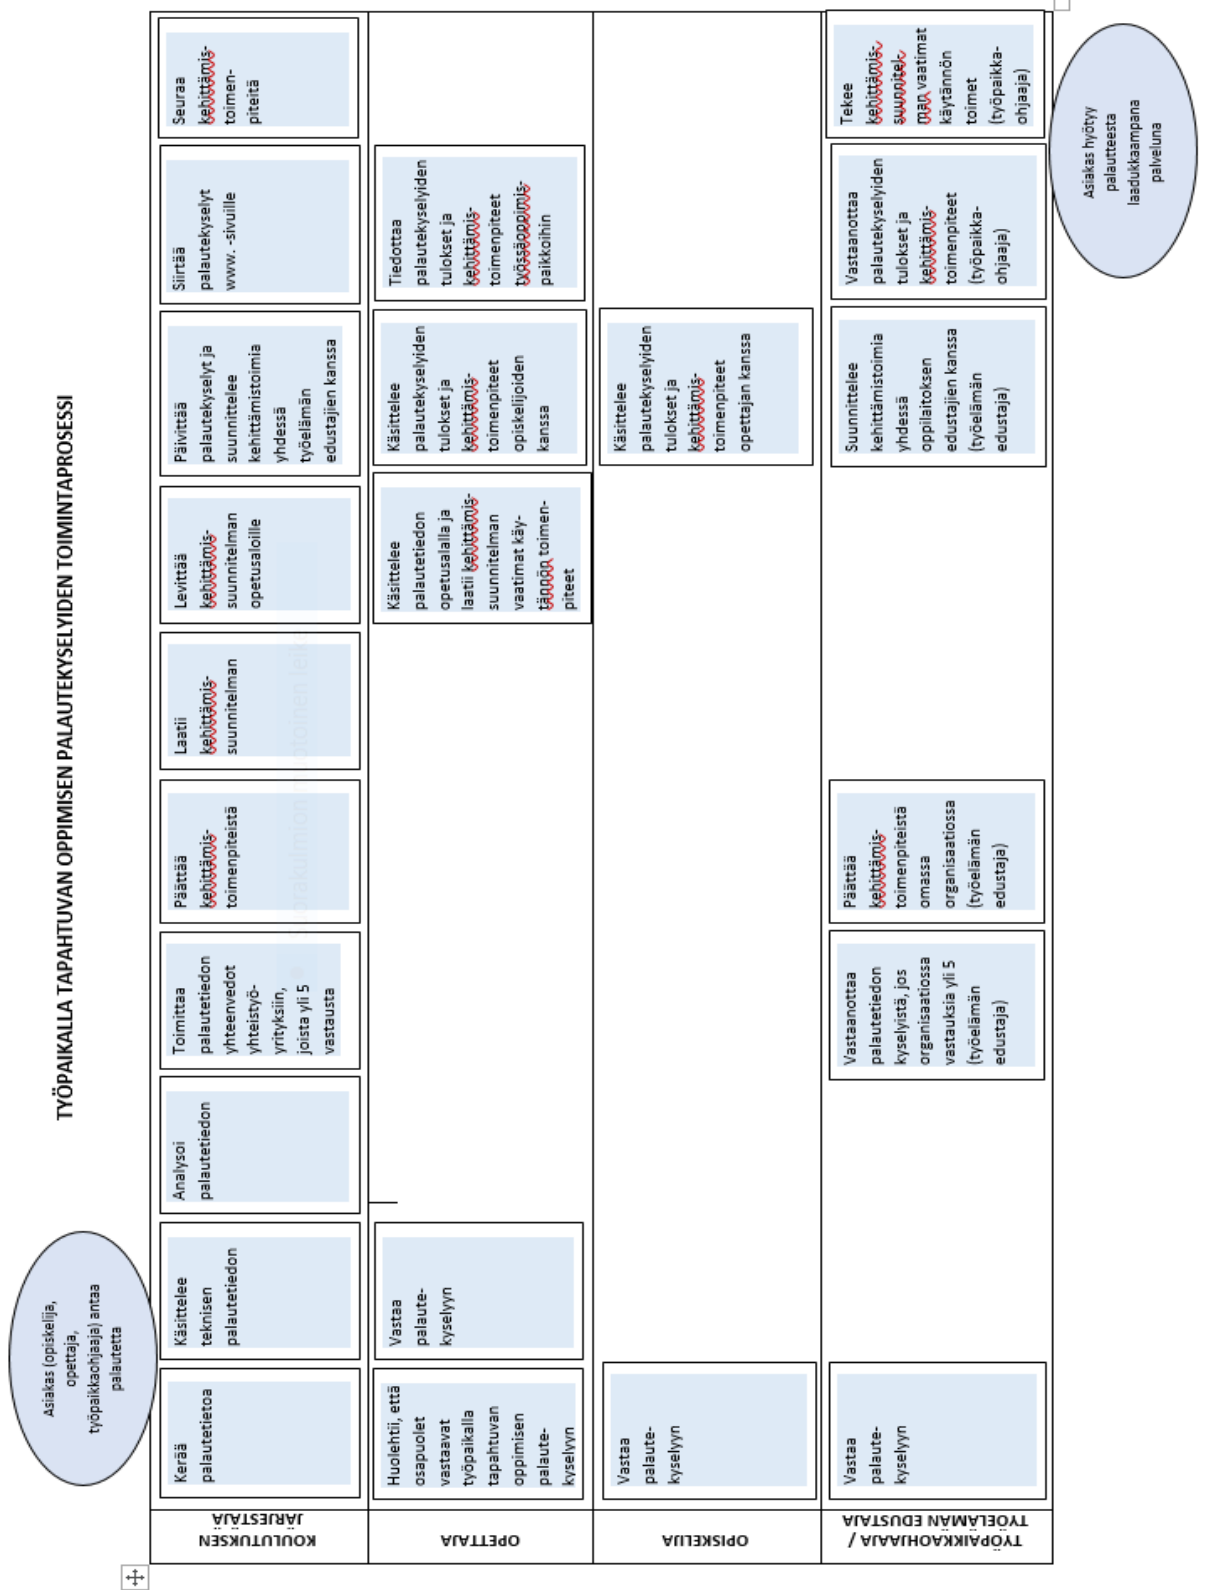 TYÖPAIKALLA TAPAHTUVAN OPPIMISEN PALAUTEKYSELYIDEN TOIMINTAPROSESSI
Asiakas (opiskelija,
opettaja,
työpaikkaohjaaja) antaa
palautetta
KOULUTUKSEN
JÄRJESTÄJÄ
Kerää
palautetietoa
Käsittelee
teknisen
palautetiedon
Analysoi
palautetiedon
Toimittaa
palautetiedon
yhteenvedot
yhteistyö-
yrityksiin,
joista yli 5
vastausta
Päättää
kehittämis-
toimenpiteistä
Laatii
kehittämis-
suunnitelman
Levittää
kehittämis-
suunnitelman
opetusaloille
Päivittää
palautekyselyt ja
suunnittelee
kehittämistoimia
yhdessä
työelämän
edustajien kanssa
Siirtää
palautekyselyt
www. -sivuille
Seuraa
kehittämis-
toimen-
piteitä
OPETTAJA
Huolehtii, että
osapuolet
vastaavat
työpaikalla
tapahtuvan
oppimisen
palaute-
kyselyyn
Vastaa
palaute-
kyselyyn
Käsittelee
palautetiedon
opetusalalla ja
laatii kehittämis-
suunnitelman
vaatimat käy-
tännön toimen-
piteet
Käsittelee
palautekyselyiden
tulokset ja
kehittämis-
toimenpiteet
opiskelijoiden
kanssa
Tiedottaa
palautekyselyiden
tulokset ja
kehittämis-
toimenpiteet
työssäoppimis-
paikkoihin
OPISKELIJA
Vastaa
palaute-
kyselyyn
Käsittelee
palautekyselyiden
tulokset ja
kehittämis-
toimenpiteet
opettajan kanssa
TYÖPAIKKAOHJAAJA /
TYÖELÄMÄN EDUSTAJA
Vastaa
palaute-
kyselyyn
Vastaanottaa
palautetiedon
kyselyistä, jos
organisaatiossa
vastauksia yli 5
(työelämän
edustaja)
Päättää
kehittämis-
toimenpiteistä
omassa
organisaatiossa
(työelämän
edustaja)
Suunnittelee
kehittämistoimia
yhdessä
oppilaitoksen
edustajien kanssa
(työelämän
edustaja)
Vastaanottaa
palautekyselyiden
tulokset ja
kehittämis-
toimenpiteet
(työpaikka-
ohjaaja)
Tekee
kehittämis-
suunnitel-
man vaatimat
käytännön
toimet
(työpaikka-
ohjaaja)
Asiakas hyötyy
palautteesta
laadukkaampana
palveluna